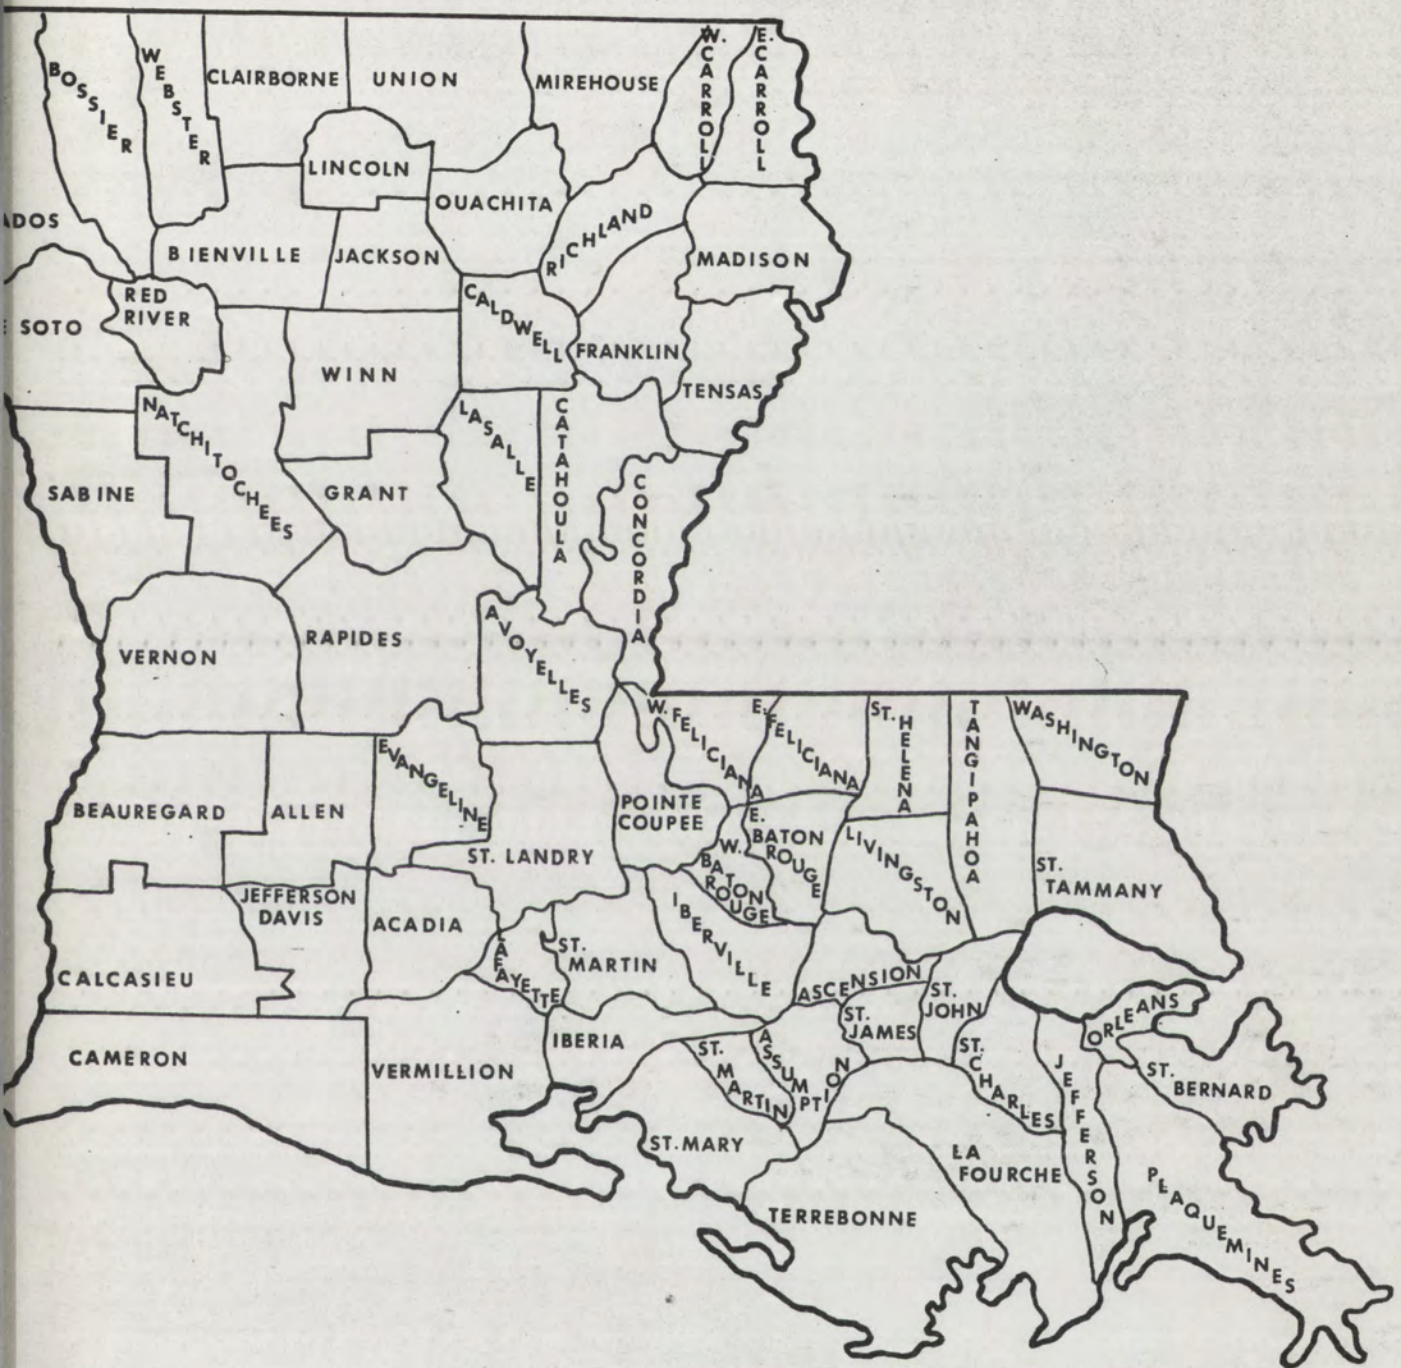 BOSSIER
WEBSTER
CLAIRBORNE
UNION
MIREHOUSE
W. CARROLL
E. CARROLL
LINCOLN
OUACHITA
RICHLAND
ADOS
BIENVILLE
JACKSON
MADISON
RED
RIVER
CALDWELL
E SOTO
FRANKLIN
WINN
TENSAS
NATCHITOCHEES
LASALLE
CATAHOULA
SABINE
GRANT
CONCORDIA
VERNON
RAPIDES
AVOYELLES
W. FELICIANA
E. FELICIANA
ST. HELENA
TANGIPAHOA
WASHINGTON
EVANGELINE
BEAUREGARD
ALLEN
POINTE
COUPEE
E.
BATON
ROUGE
LIVINGSTON
W.
BATON
ROUGE
ST. LANDRY
ST.
TAMMANY
JEFFERSON
DAVIS
ACADIA
IBERVILLE
LAFAYETTE
ST.
MARTIN
CALCASIEU
ASCENSION
ST.
JOHN
ST.
JAMES
ORLEANS
CAMERON
VERMILLION
IBERIA
ST.
MARTIN
ASSUMPTION
ST.
CHARLES
JEFFERSON
ST.
BERNARD
ST. MARY
LA
FOURCHE
TERREBONNE
PLAQUEMINES